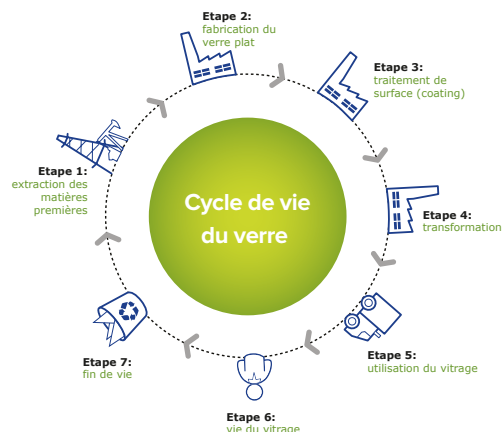 Etape 1:
extraction des
matières
premières
Etape 2:
fabrication du
verre plat
Etape 3:
traitement de
surface (coating)
Etape 4:
transformation
Etape 5:
utilisation du vitrage
Etape 6:
vie du vitrage
Etape 7:
fin de vie
Cycle de vie
du verre